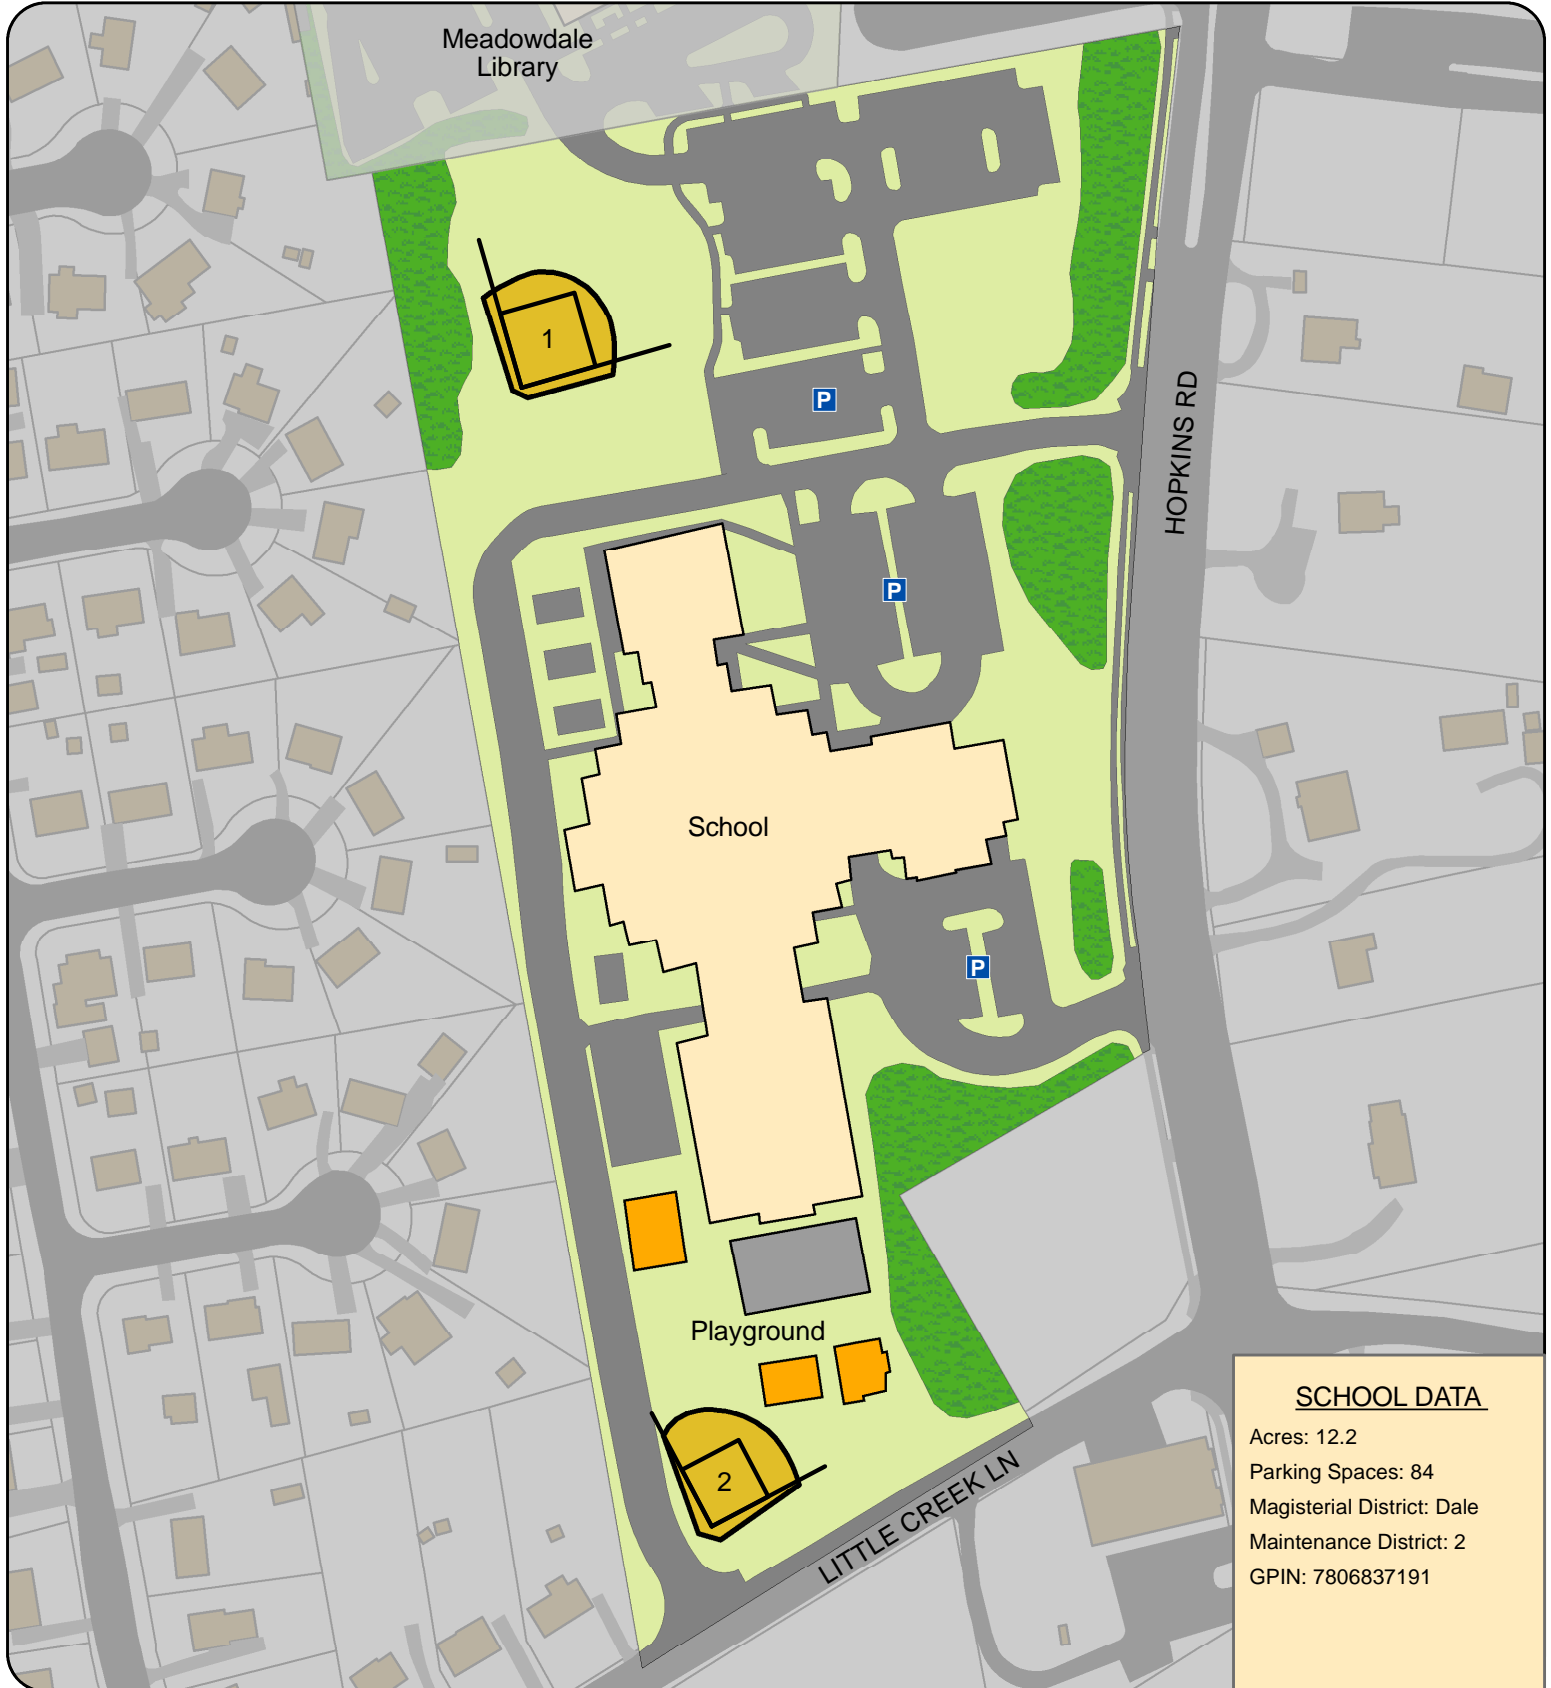 Meadowdale
Library
1
P
HOPKINS RD
P
School
P
Playground
2
LITTLE CREEK LN
SCHOOL DATA
Acres: 12.2
Parking Spaces: 84
Magisterial District: Dale
Maintenance District: 2
GPIN: 7806837191